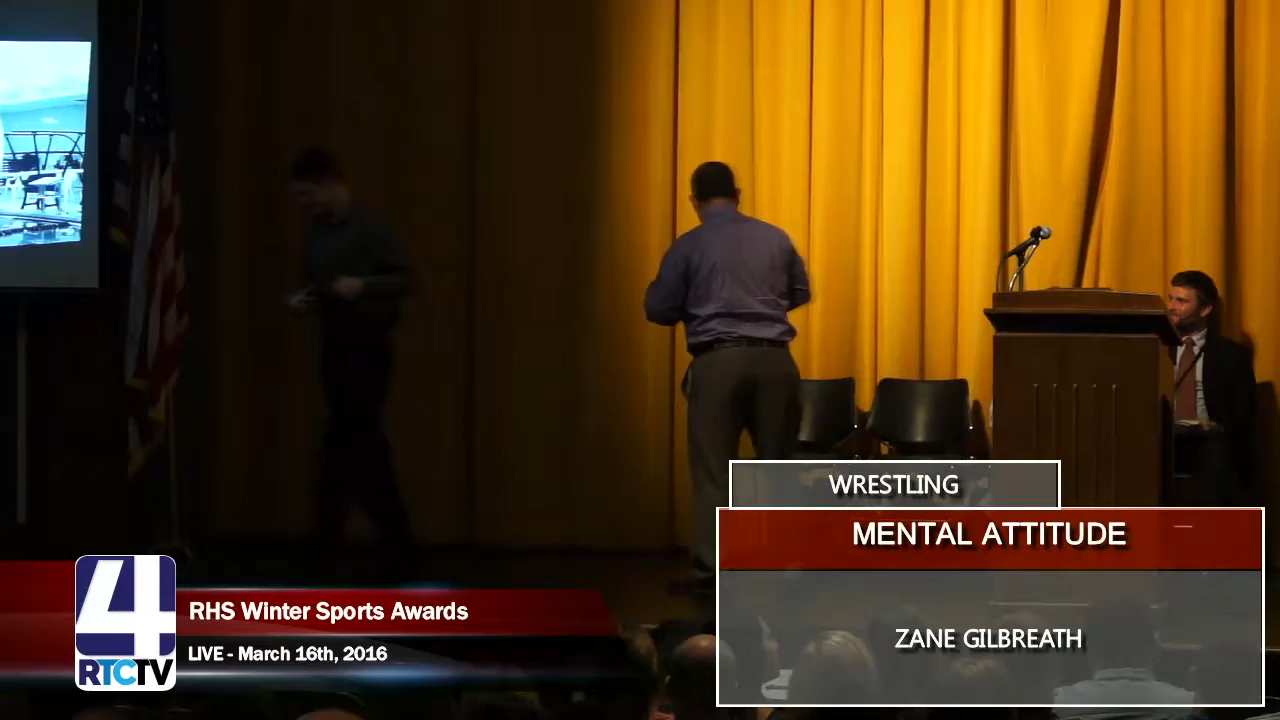 WRESTLING
MENTAL ATTITUDE
ZANE GILBREATH
4
RTCTV
RHS Winter Sports Awards
LIVE - March 16th, 2016